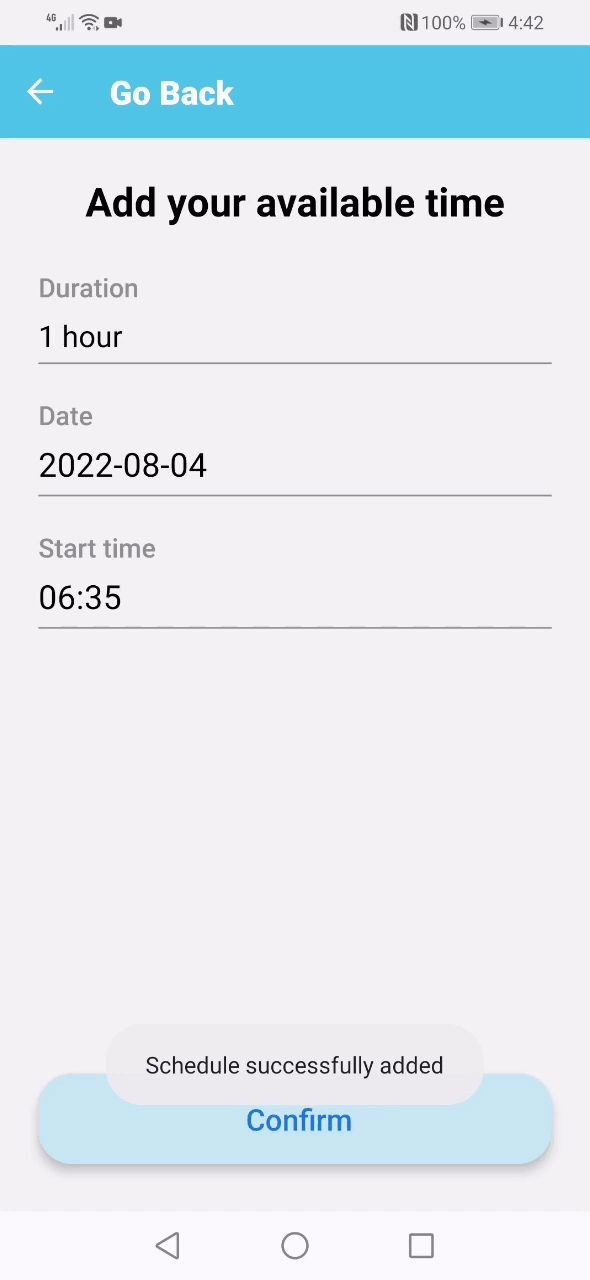 4G 100% 4:42
Go Back
Add your available time
Duration
1 hour
Date
2022-08-04
Start time
06:35
Schedule successfully added
Confirm